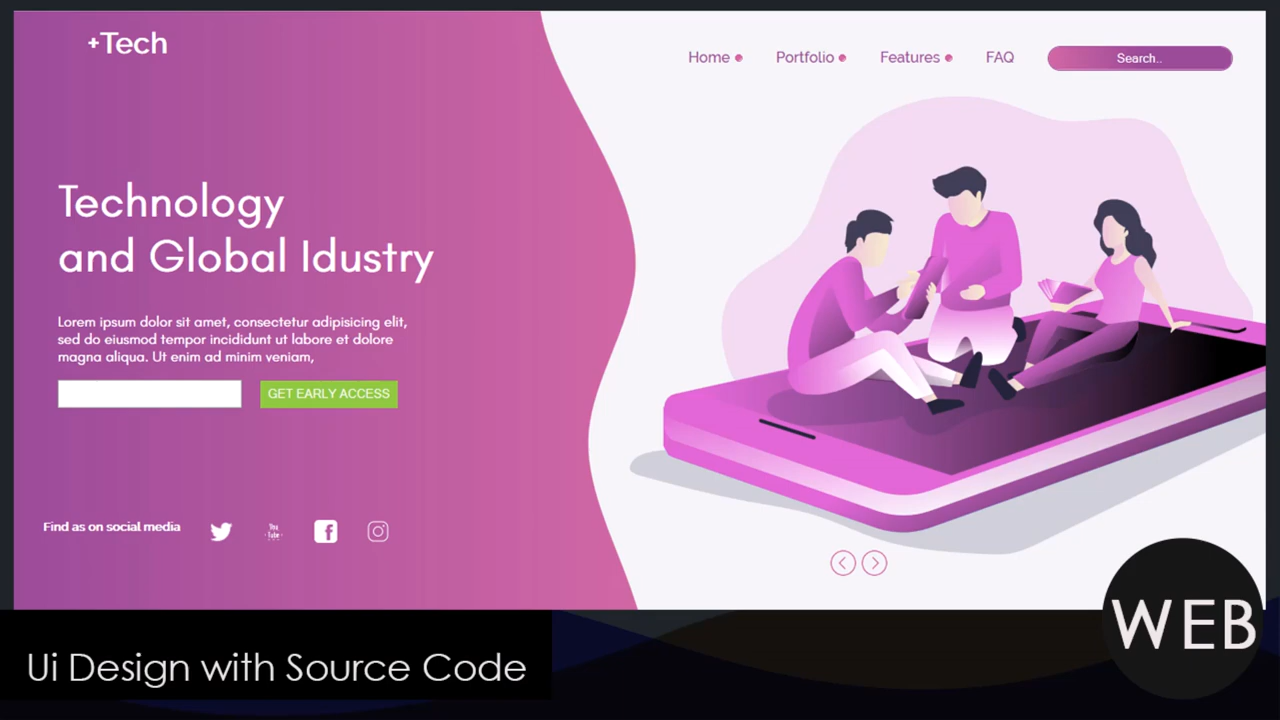 +Tech
Home
Portfolio
Features
FAQ
Search..
Technology
and Global Idustry
Lorem ipsum dolor sit amet, consectetur adipisicing elit,
sed do eiusmod tempor incididunt ut labore et dolore
magna aliqua. Ut enim ad minim veniam,
GET EARLY ACCESS
Find as on social media
You
Tube
WEB
Ui Design with Source Code